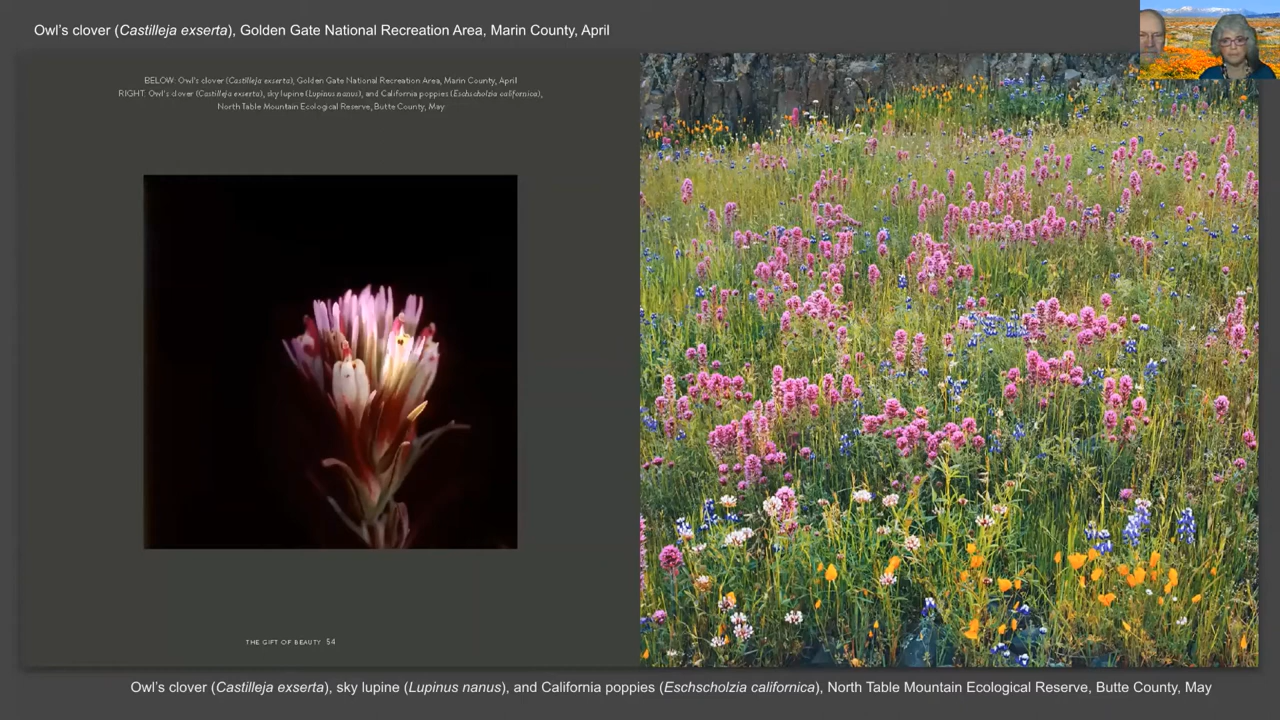 Owl's clover (Castilleja exserta), Golden Gate National Recreation Area, Marin County, April
BELOW: Owl's clover (Castilleja exserta), Golden Gate National Recreation Area, Marin County, April
RIGHT: Owl's clover (Castilleja exserta), sky lupine (Lupinus nanus), and California poppies (Eschscholzia californica),
North Table Mountain Ecological Reserve, Butte County, May
THE GIFT OF BEAUTY 54
Owl's clover (Castilleja exserta), sky lupine (Lupinus nanus), and California poppies (Eschscholzia californica), North Table Mountain Ecological Reserve, Butte County, May